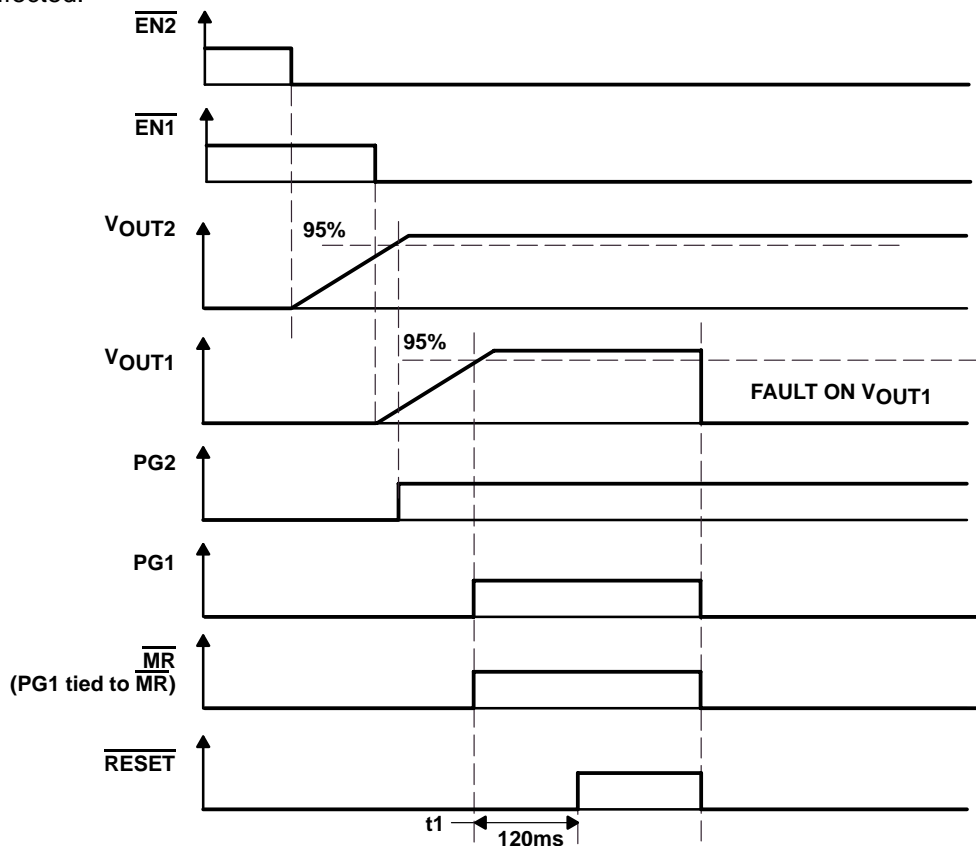 EN2
EN1
VOUT2
95%
VOUT1
95%
FAULT ON VOUT1
PG2
PG1
MR
(PG1 tied to MR)
RESET
t1
120ms